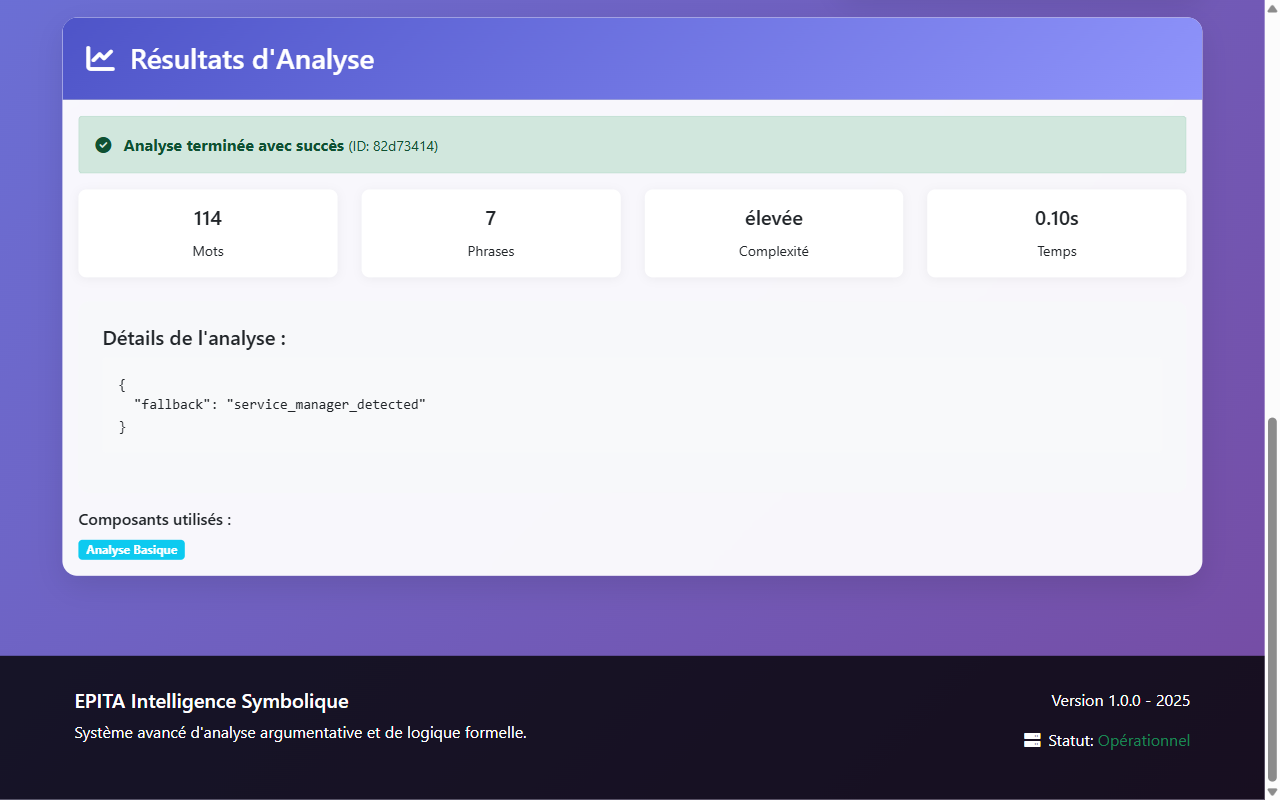 Résultats d'Analyse
Analyse terminée avec succès (ID: 82d73414)
114
Mots
7
Phrases
élevée
Complexité
0.10s
Temps
Détails de l'analyse :
{
  "fallback": "service_manager_detected"
}
Composants utilisés :
Analyse Basique
EPITA Intelligence Symbolique
Système avancé d'analyse argumentative et de logique formelle.
Version 1.0.0 - 2025
Statut: Opérationnel